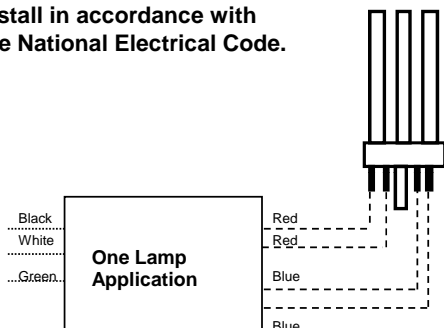 stall in accordance with
e National Electrical Code.
Black
White
Green
One Lamp
Application
Red
Red
Blue
Blue